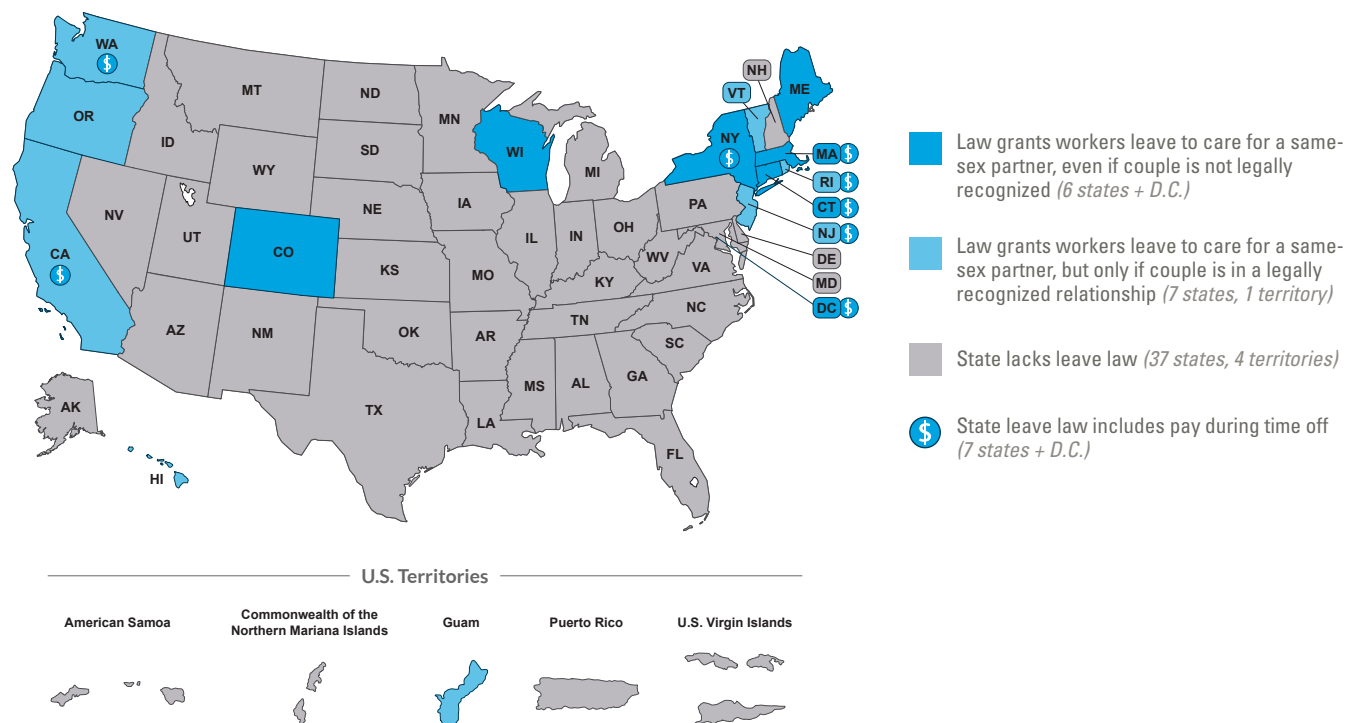 WA
$
OR
CA
$
ID
NV
MT
WY
UT
CO
AZ
NM
ND
SD
NE
KS
OK
TX
MN
IA
MO
AR
LA
WI
IL
IN
MI
OH
KY
TN
MS
AL
GA
FL
SC
NC
VA
WV
PA
NY
$
VT
NH
ME
MA $
RI $
CT $
NJ $
DE
MD
DC $
AK
HI
Law grants workers leave to care for a same-
sex partner, even if couple is not legally
recognized (6 states + D.C.)
Law grants workers leave to care for a same-
sex partner, but only if couple is in a legally
recognized relationship (7 states, 1 territory)
State lacks leave law (37 states, 4 territories)
$ State leave law includes pay during time off
(7 states + D.C.)
U.S. Territories
American Samoa
Commonwealth of the
Northern Mariana Islands
Guam
Puerto Rico
U.S. Virgin Islands